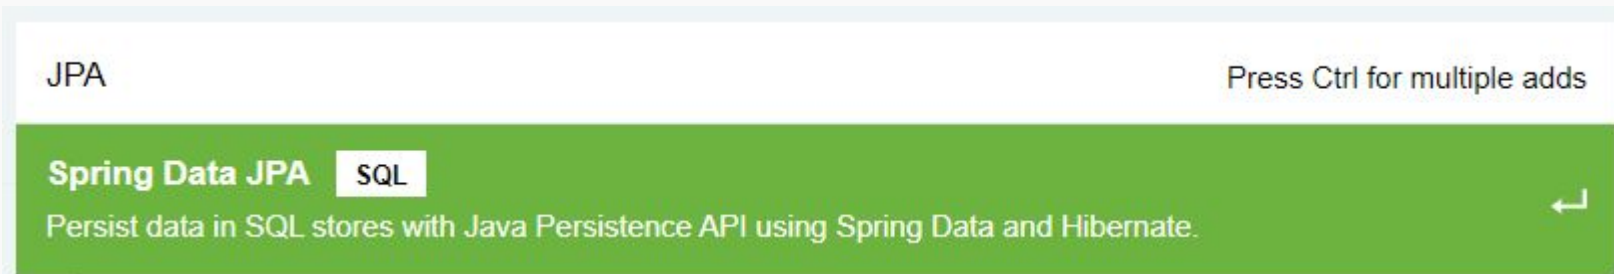 JPA
Press Ctrl for multiple adds
Spring Data JPA SQL
Persist data in SQL stores with Java Persistence API using Spring Data and Hibernate.